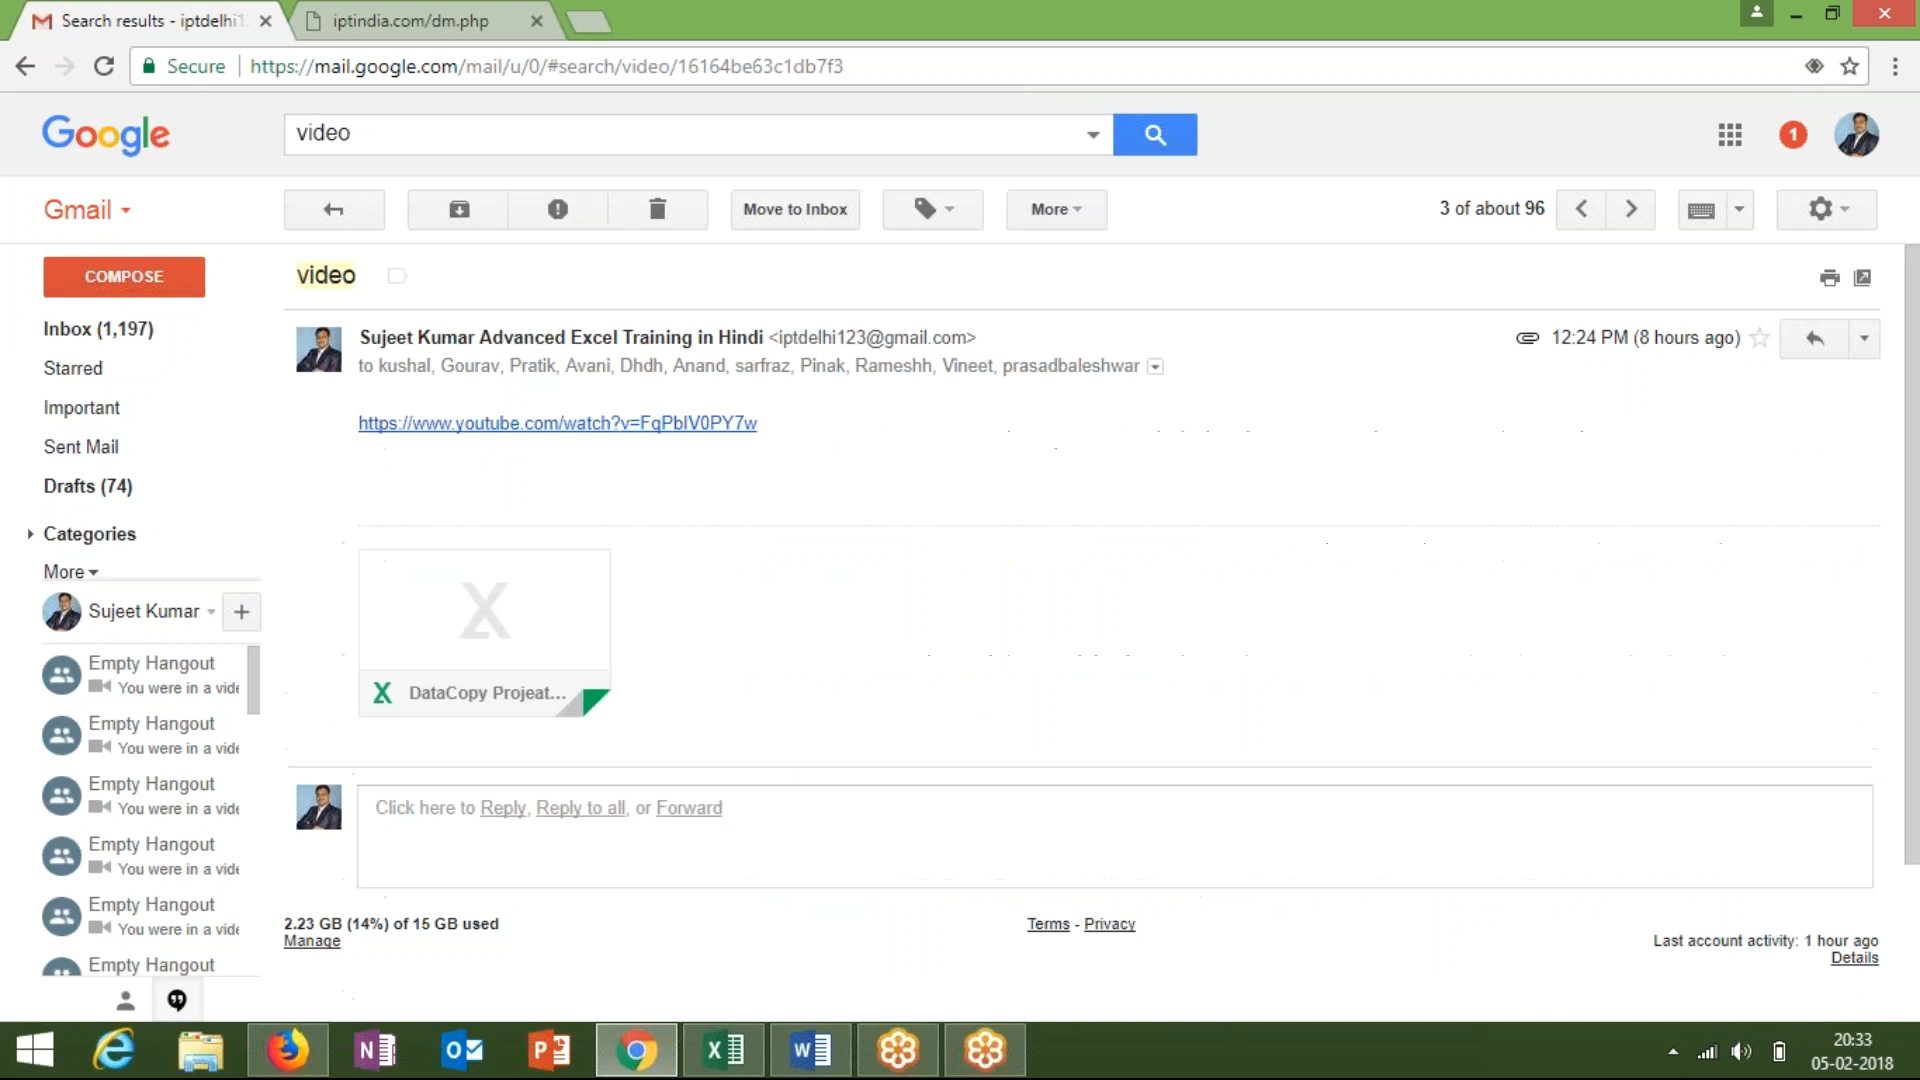 Search results - iptdelhi1
iptindia.com/dm.php
Secure
https://mail.google.com/mail/u/0/#search/video/16164be63c1db7f3
Google
video
1
Gmail
Move to Inbox
More
3 of about 96
COMPOSE
video
Inbox (1,197)
Starred
Important
Sent Mail
Drafts (74)
Categories
More
Sujeet Kumar Advanced Excel Training in Hindi <iptdelhi123@gmail.com>
12:24 PM (8 hours ago)
to kushal, Gourav, Pratik, Avani, Dhdh, Anand, sarfraz, Pinak, Rameshh, Vineet, prasadbaleshwar
https://www.youtube.com/watch?v=FqPbIV0PY7w
DataCopy Projeat...
Sujeet Kumar
Empty Hangout
You were in a vide
Empty Hangout
You were in a vide
Empty Hangout
You were in a vide
Empty Hangout
You were in a vide
Empty Hangout
You were in a vide
Empty Hangout
Click here to Reply, Reply to all, or Forward
2.23 GB (14%) of 15 GB used
Manage
Terms - Privacy
Last account activity: 1 hour ago
Details
20:33
05-02-2018